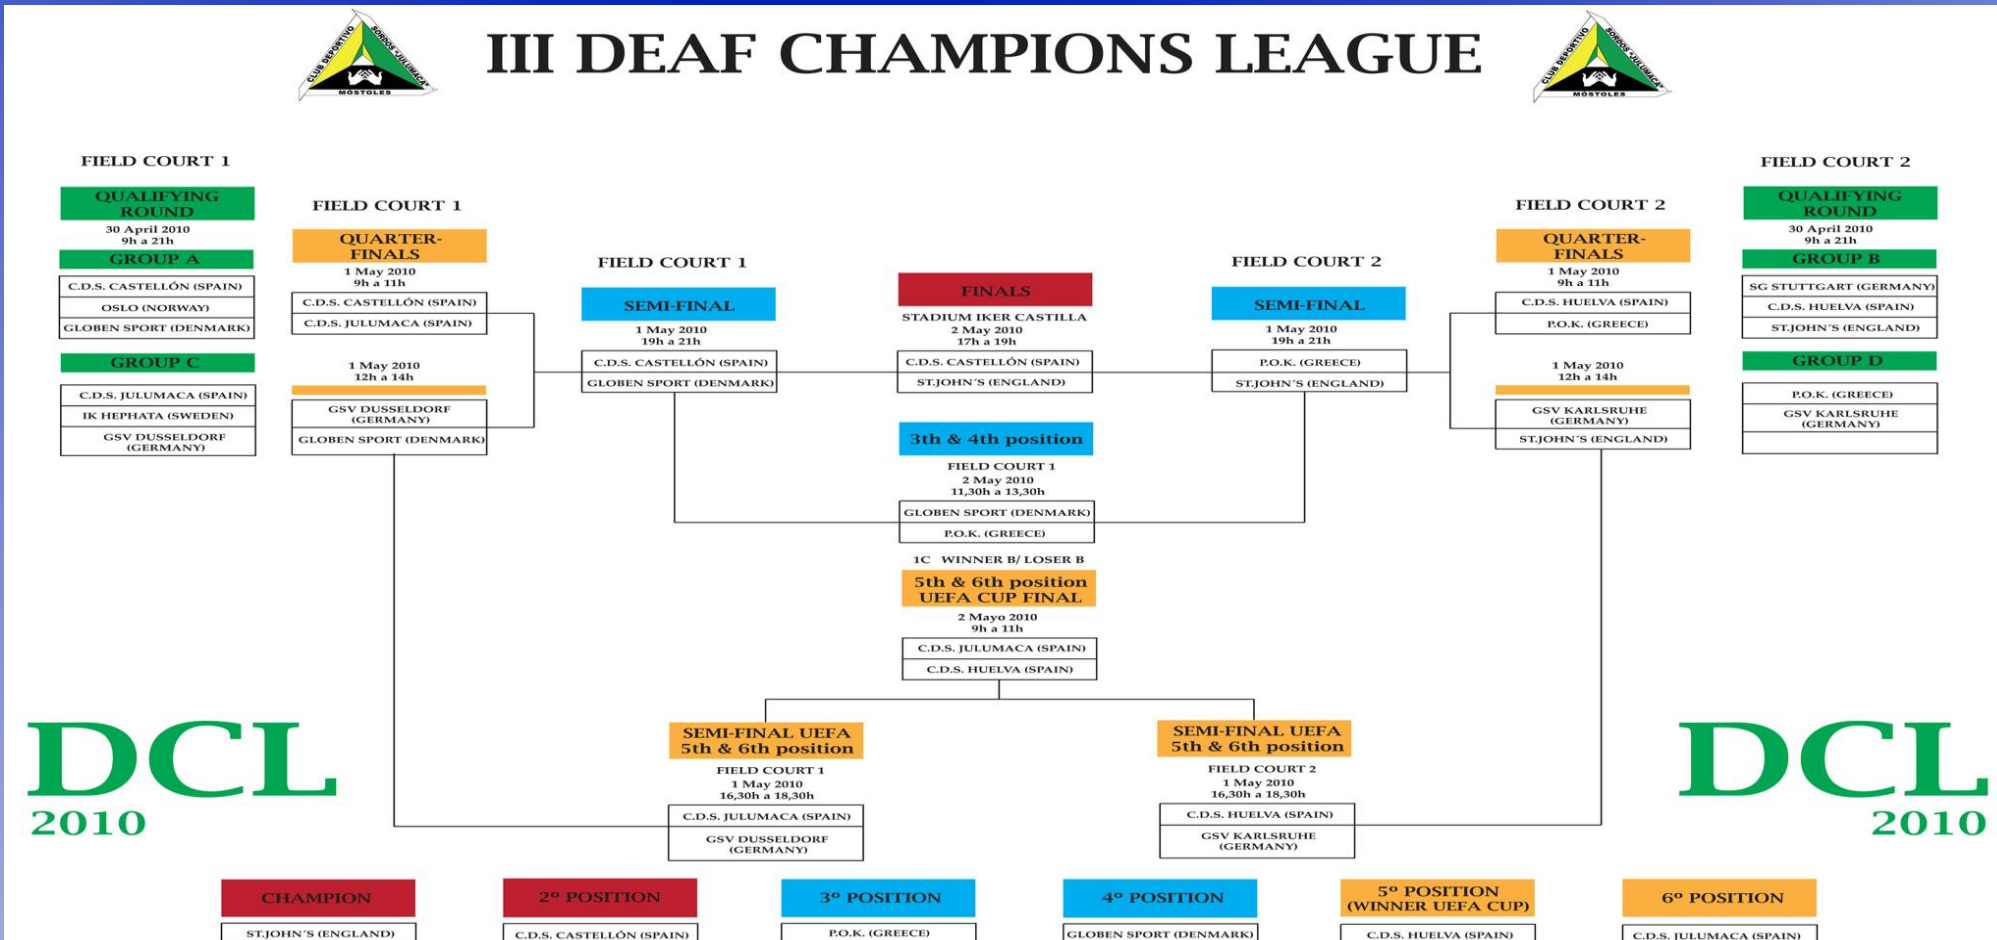 III DEAF CHAMPIONS LEAGUE
CLUB DEPORTIVO
SORDOS "JULUMACA"
MÓSTOLES
CLUB DEPORTIVO
SORDOS "JULUMACA"
MÓSTOLES
FIELD COURT 1
QUALIFYING
ROUND
30 April 2010
9h a 21h
GROUP A
C.D.S. CASTELLÓN (SPAIN)
OSLO (NORWAY)
GLOBEN SPORT (DENMARK)
GROUP C
C.D.S. JULUMACA (SPAIN)
IK HEPHATA (SWEDEN)
GSV DUSSELDORF
(GERMANY)
FIELD COURT 1
QUARTER-
FINALS
1 May 2010
9h a 11h
C.D.S. CASTELLÓN (SPAIN)
C.D.S. JULUMACA (SPAIN)
1 May 2010
12h a 14h
GSV DUSSELDORF
(GERMANY)
GLOBEN SPORT (DENMARK)
FIELD COURT 1
SEMI-FINAL
1 May 2010
19h a 21h
C.D.S. CASTELLÓN (SPAIN)
GLOBEN SPORT (DENMARK)
FINALS
STADIUM IKER CASTILLA
2 May 2010
17h a 19h
C.D.S. CASTELLÓN (SPAIN)
ST.JOHN´S (ENGLAND)
3th & 4th position
FIELD COURT 1
2 May 2010
11,30h a 13,30h
GLOBEN SPORT (DENMARK)
P.O.K. (GREECE)
1C WINNER B/ LOSER B
5th & 6th position
UEFA CUP FINAL
2 Mayo 2010
9h a 11h
C.D.S. JULUMACA (SPAIN)
C.D.S. HUELVA (SPAIN)
FIELD COURT 2
SEMI-FINAL
1 May 2010
19h a 21h
P.O.K. (GREECE)
ST.JOHN´S (ENGLAND)
FIELD COURT 2
QUARTER-
FINALS
1 May 2010
9h a 11h
C.D.S. HUELVA (SPAIN)
P.O.K. (GREECE)
1 May 2010
12h a 14h
GSV KARLSRUHE
(GERMANY)
ST.JOHN´S (ENGLAND)
FIELD COURT 2
QUALIFYING
ROUND
30 April 2010
9h a 21h
GROUP B
SG STUTTGART (GERMANY)
C.D.S. HUELVA (SPAIN)
ST.JOHN´S (ENGLAND)
GROUP D
P.O.K. (GREECE)
GSV KARLSRUHE
(GERMANY)
DCL
2010
SEMI-FINAL UEFA
5th & 6th position
FIELD COURT 1
1 May 2010
16,30h a 18,30h
C.D.S. JULUMACA (SPAIN)
GSV DUSSELDORF
(GERMANY)
SEMI-FINAL UEFA
5th & 6th position
FIELD COURT 2
1 May 2010
16,30h a 18,30h
C.D.S. HUELVA (SPAIN)
GSV KARLSRUHE
(GERMANY)
DCL
2010
CHAMPION
ST.JOHN´S (ENGLAND)
2º POSITION
C.D.S. CASTELLÓN (SPAIN)
3º POSITION
P.O.K. (GREECE)
4º POSITION
GLOBEN SPORT (DENMARK)
5º POSITION
(WINNER UEFA CUP)
C.D.S. HUELVA (SPAIN)
6º POSITION
C.D.S. JULUMACA (SPAIN)